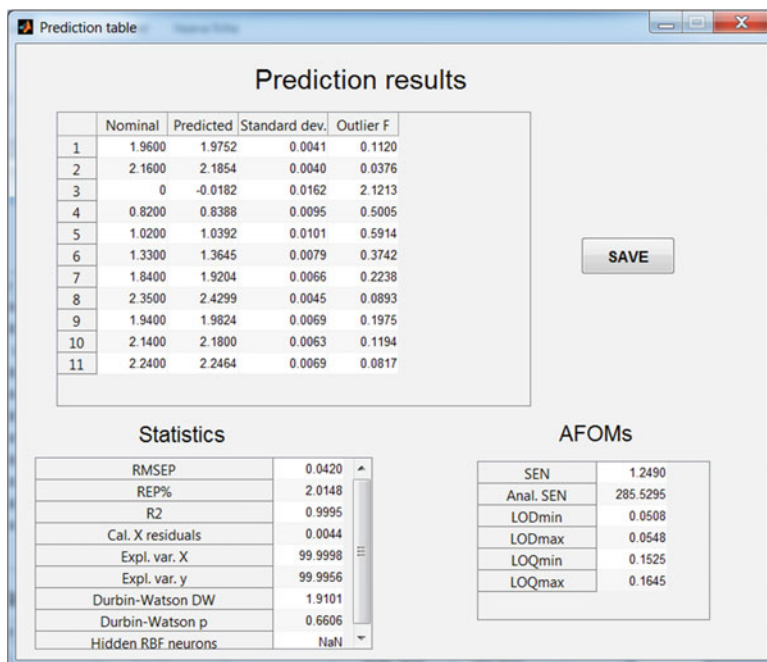 Prediction table
Prediction results
Nominal Predicted Standard dev. Outlier F
1 1.9600 1.9752 0.0041 0.1120
2 2.1600 2.1854 0.0040 0.0376
3 0 -0.0182 0.0162 2.1213
4 0.8200 0.8388 0.0095 0.5005
5 1.0200 1.0392 0.0101 0.5914
6 1.3300 1.3645 0.0079 0.3742
7 1.8400 1.9204 0.0066 0.2238
8 2.3500 2.4299 0.0045 0.0893
9 1.9400 1.9824 0.0069 0.1975
10 2.1400 2.1800 0.0063 0.1194
11 2.2400 2.2464 0.0069 0.0817
SAVE
Statistics
RMSEP 0.0420
REP% 2.0148
R2 0.9995
Cal. X residuals 0.0044
Expl. var. X 99.9998
Expl. var. y 99.9956
Durbin-Watson DW 1.9101
Durbin-Watson p 0.6606
Hidden RBF neurons NaN
AFOMs
SEN 1.2490
Anal. SEN 285.5295
LODmin 0.0508
LODmax 0.0548
LOQmin 0.1525
LOQmax 0.1645